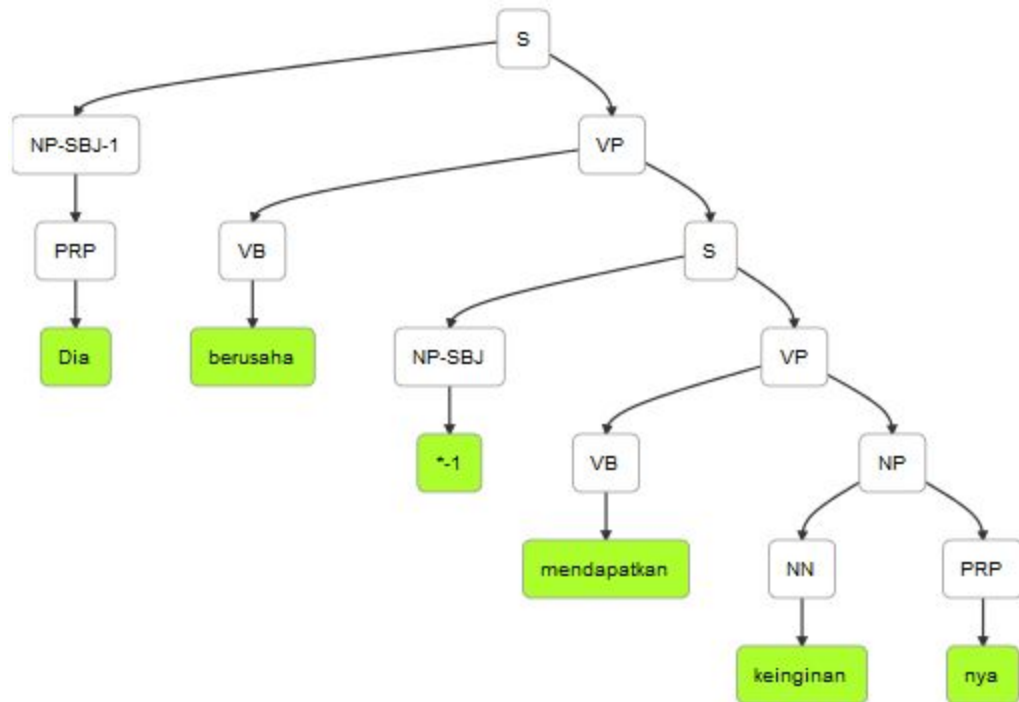 S
NP-SBJ-1
VP
PRP
VB
S
Dia
berusaha
NP-SBJ
VP
*-1
VB
NP
mendapatkan
NN
PRP
keinginan
nya